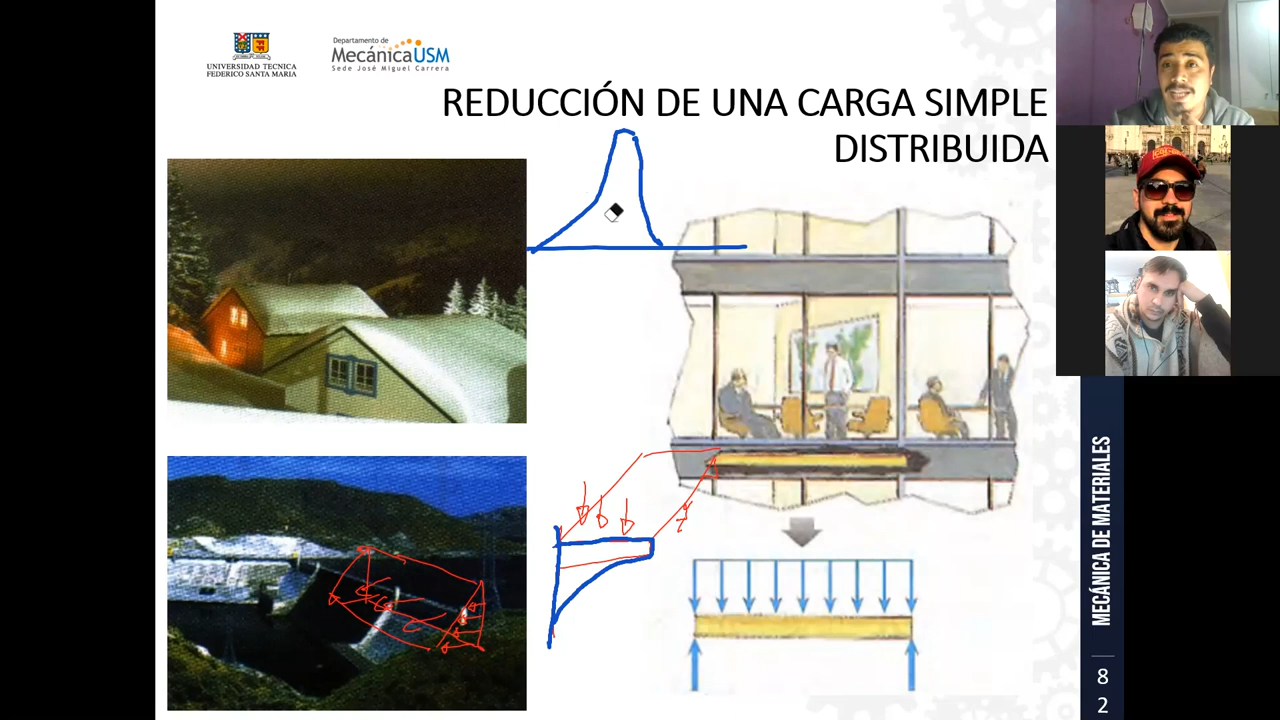 UNIVERSIDAD TECNICA
FEDERICO SANTA MARIA
Departamento de
MecánicaUSM
Sede José Miguel Carrera
REDUCCIÓN DE UNA CARGA SIMPLE
DISTRIBUIDA
MECÁNICA DE MATERIALES
8
2